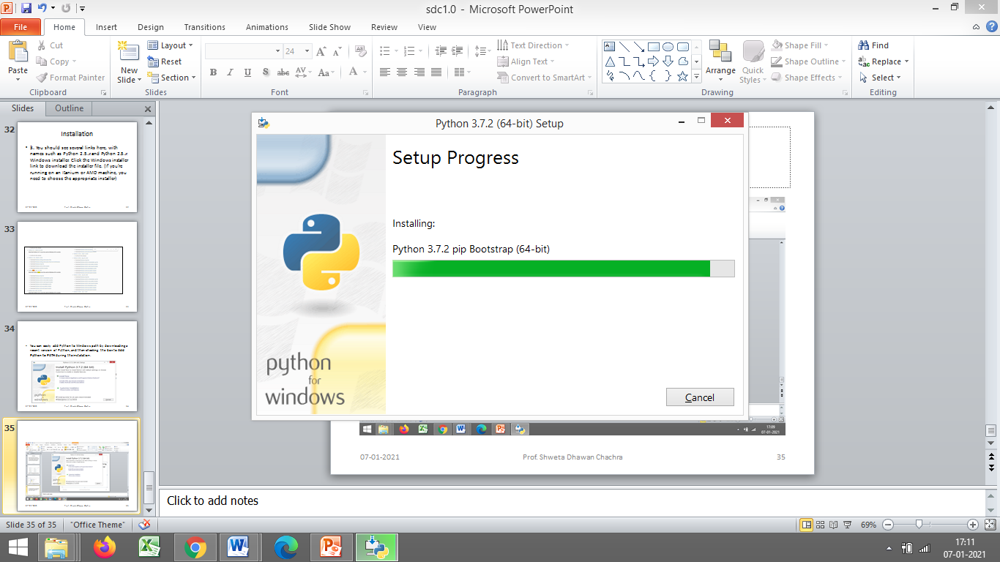 sdc1.0 - Microsoft PowerPoint
File Home Insert Design Transitions Animations Slide Show Review View
Paste
Cut
Copy
Format Painter
Clipboard
New Slide
Layout
Reset
Section
Slides
24
B I U S abc AV Aa A
Font
Text Direction
Align Text
Convert to SmartArt
Paragraph
Arrange
Quick Styles
Shape Fill
Shape Outline
Shape Effects
Drawing
Find
Replace
Select
Editing
Slides Outline
32
Installation
• 3. You should see several links here, with
names such as Python 2.5.x and Python 2.5.x
Windows installer. Click the Windows installer
link to download the installer file. (If you're
running on an Itanium or AMD machine, you
need to choose the appropriate installer)
33
34
• You can easily add Python to Windows path by downloading a
recent version of Python, and then checking the box to Add
Python to PATH during the installation.
35
Python 3.7.2 (64-bit) Setup
Setup Progress
Installing:
Python 3.7.2 pip Bootstrap (64-bit)
python
for
windows
Cancel
17:09
07-01-2021
07-01-2021 Prof. Shweta Dhawan Chachra 35
Click to add notes
Slide 35 of 35 "Office Theme" 69%
17:11
07-01-2021